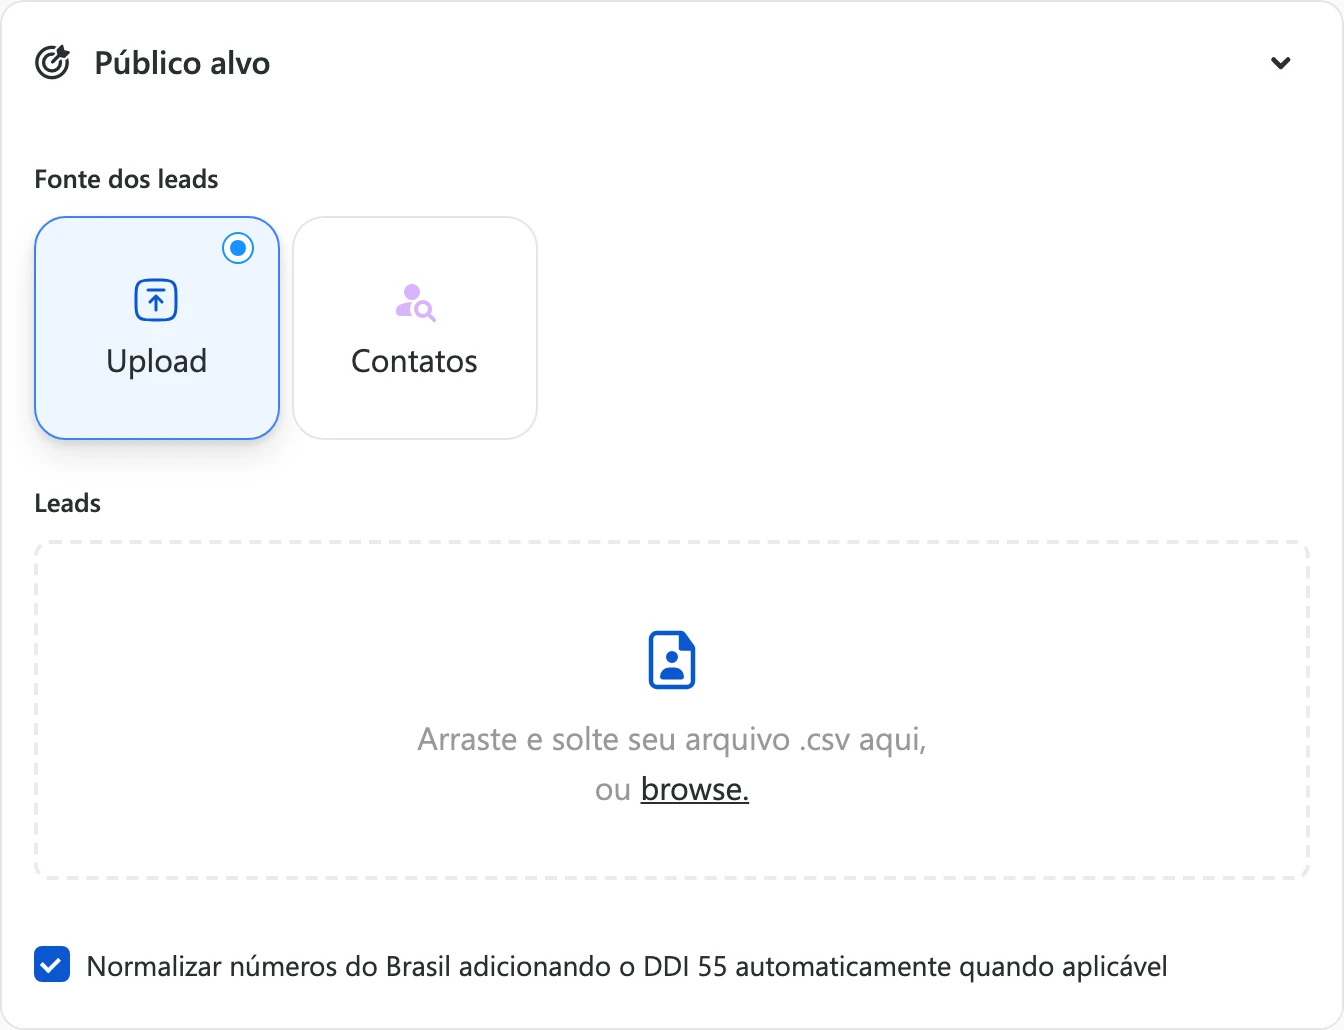 Público alvo
Fonte dos leads
Upload
Contatos
Leads
Arraste e solte seu arquivo .csv aqui,
ou browse.
Normalizar números do Brasil adicionando o DDI 55 automaticamente quando aplicável